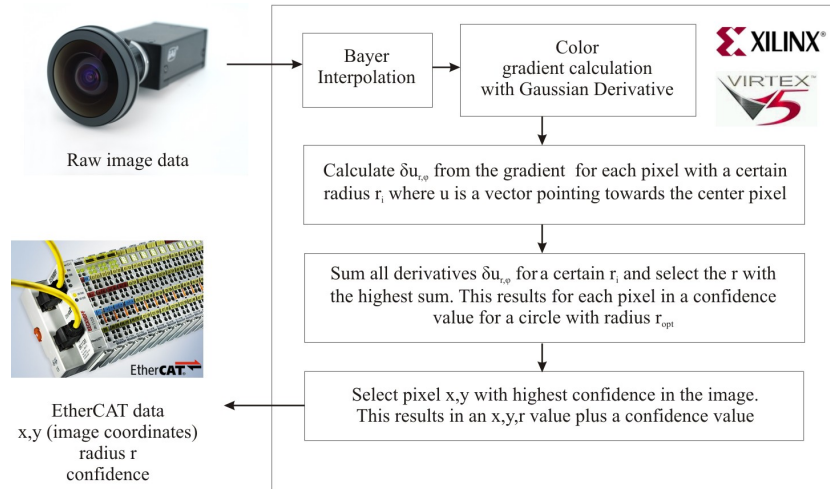 Raw image data
Bayer
Interpolation
Color
gradient calculation
with Gaussian Derivative
XILINX®
VIRTEX™
5
Calculate δu_r,φ from the gradient for each pixel with a certain
radius r_i where u is a vector pointing towards the center pixel
Sum all derivatives δu_r,φ for a certain r_i and select the r with
the highest sum. This results for each pixel in a confidence
value for a circle with radius r_opt
Select pixel x,y with highest confidence in the image.
This results in an x,y,r value plus a confidence value
EtherCAT
EtherCAT data
x,y (image coordinates)
radius r
confidence